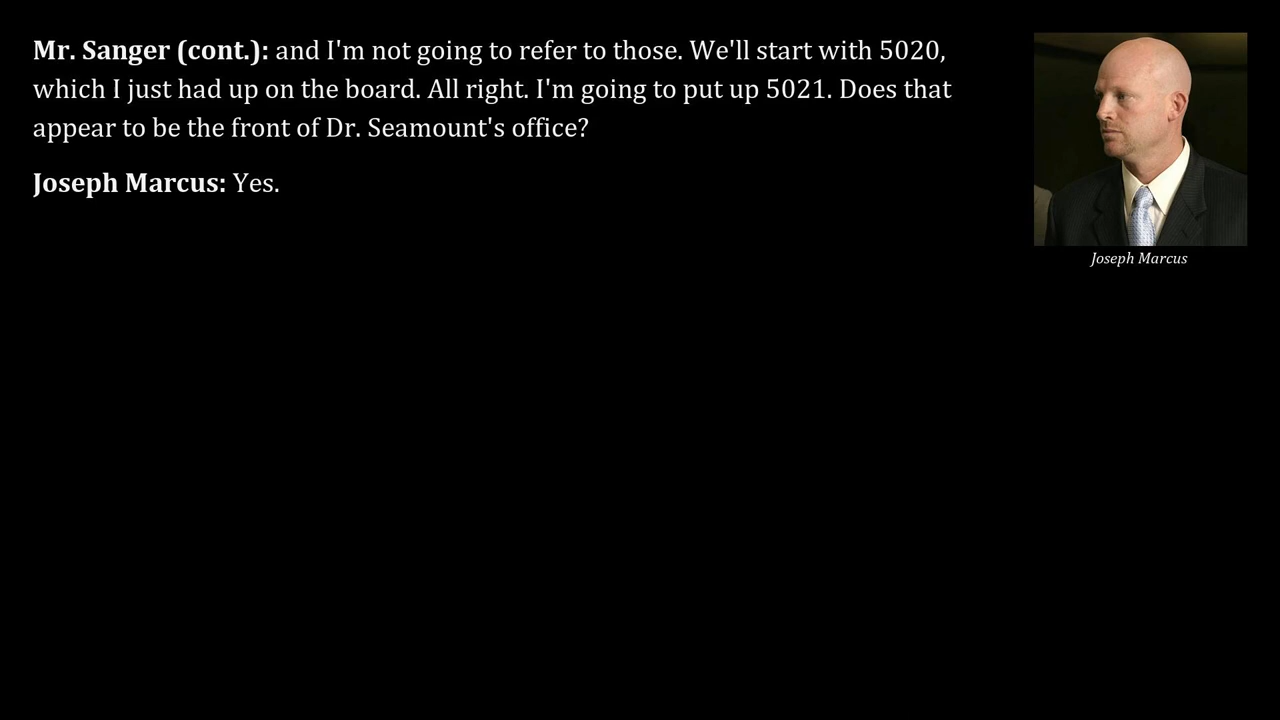 Mr. Sanger (cont.): and I'm not going to refer to those. We'll start with 5020,
which I just had up on the board. All right. I'm going to put up 5021. Does that
appear to be the front of Dr. Seamount's office?
Joseph Marcus: Yes.
Joseph Marcus